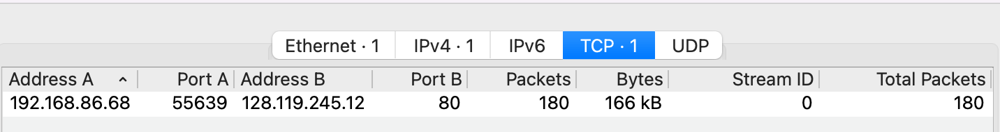 Ethernet · 1 IPv4 · 1 IPv6 TCP · 1 UDP
Address A Port A Address B Port B Packets Bytes Stream ID Total Packets
192.168.86.68 55639 128.119.245.12 80 180 166 kB 0 180